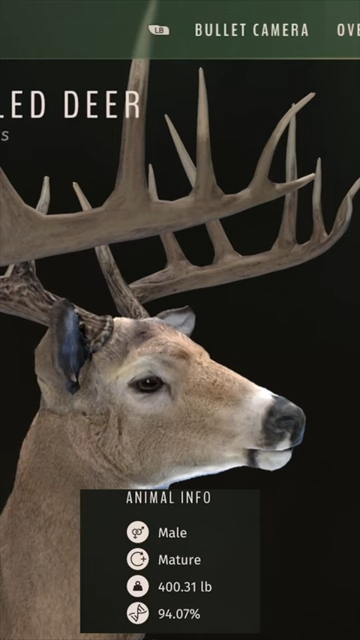 LB BULLET CAMERA OVE
LED DEER
S
ANIMAL INFO
Male
Mature
400.31 lb
94.07%